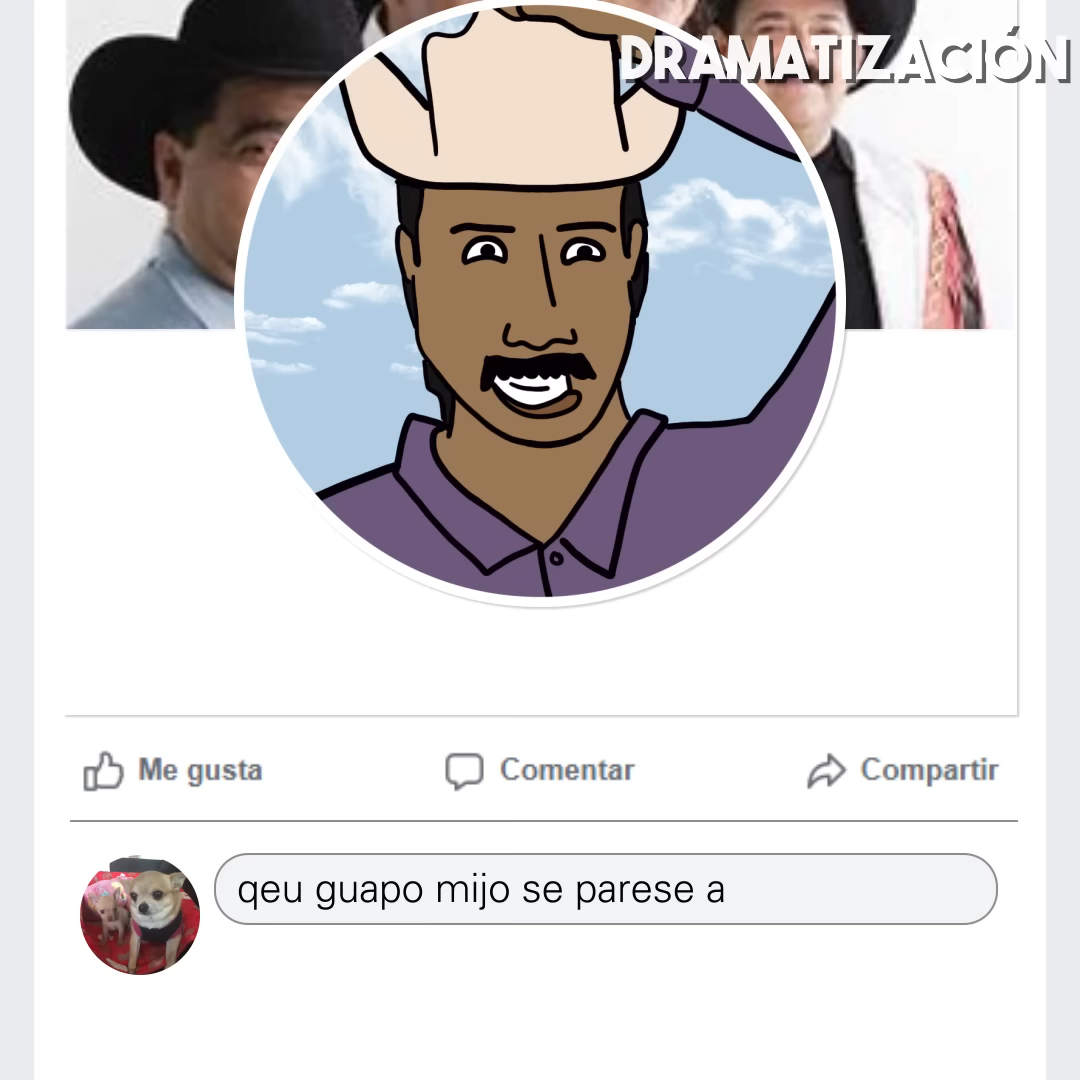 DRAMATIZACIÓN
Me gusta
Comentar
Compartir
qeu guapo mijo se parese a